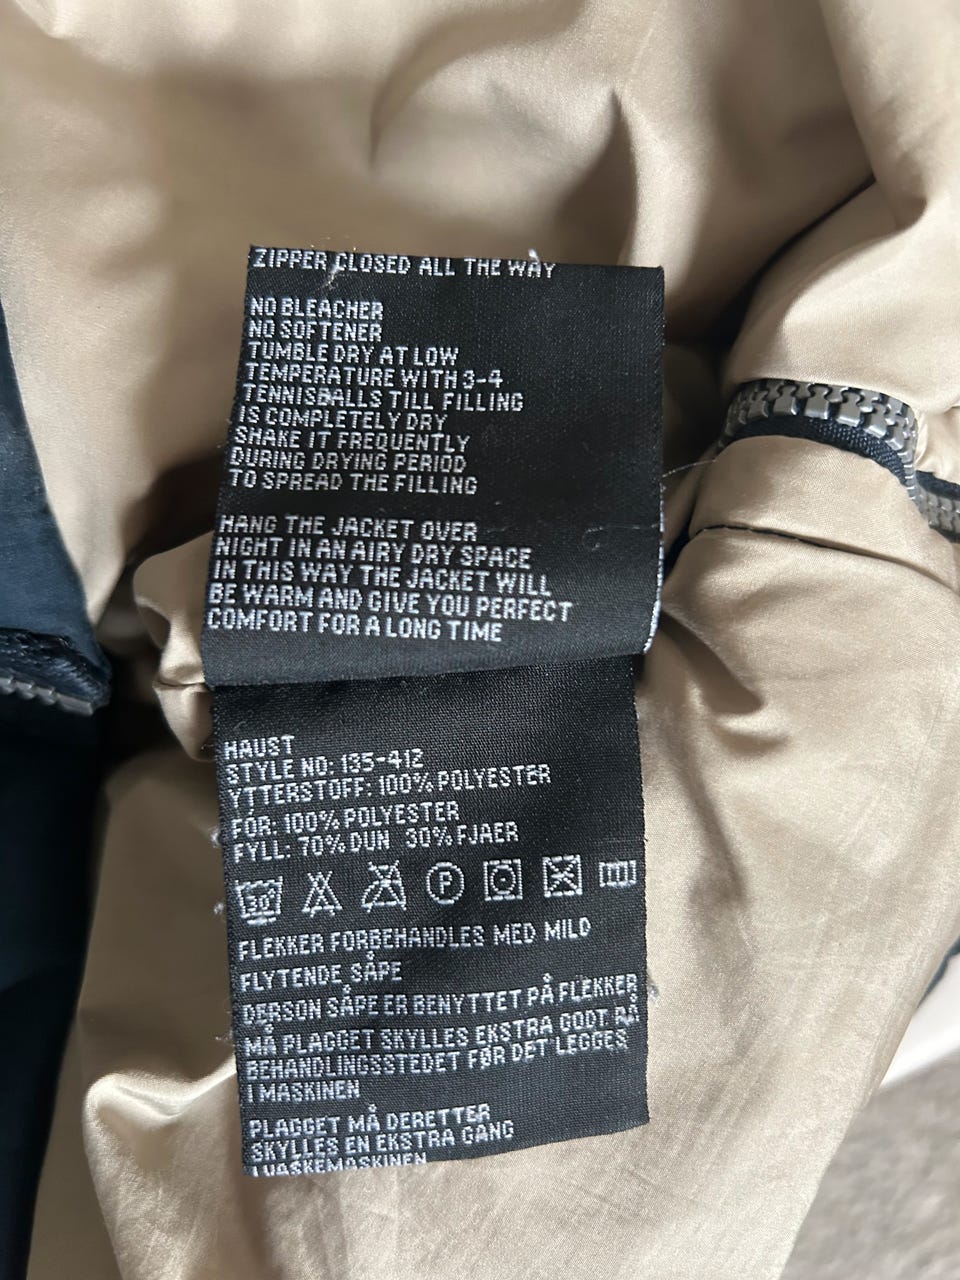 ZIPPER CLOSED ALL THE WAY
NO BLEACHER
NO SOFTENER
TUMBLE DRY AT LOW
TEMPERATURE WITH 3-4
TENNISBALLS TILL FILLING
IS COMPLETELY DRY
SHAKE IT FREQUENTLY
DURING DRYING PERIOD
TO SPREAD THE FILLING
HANG THE JACKET OVER
NIGHT IN AN AIRY DRY SPACE
IN THIS WAY THE JACKET WILL
BE WARM AND GIVE YOU PERFECT
COMFORT FOR A LONG TIME
HAUST
STYLE NO: 135-412
YTTERSTOFF: 100% POLYESTER
FÓR: 100% POLYESTER
FYLL: 70% DUN 30% FJAER
30 P
FLEKKER FORBEHANDLES MED MILD
FLYTENDE SÅPE
DERSON SÅPE ER BENYTTET PÅ FLEKKER
MÅ PLAGGET SKYLLES EKSTRA GODT PÅ
BEHANDLINGSSTEDET FØR DET LEGGES
I MASKINEN
PLAGGET MÅ DERETTER
SKYLLES EN EKSTRA GANG
I VASKEMASKINEN